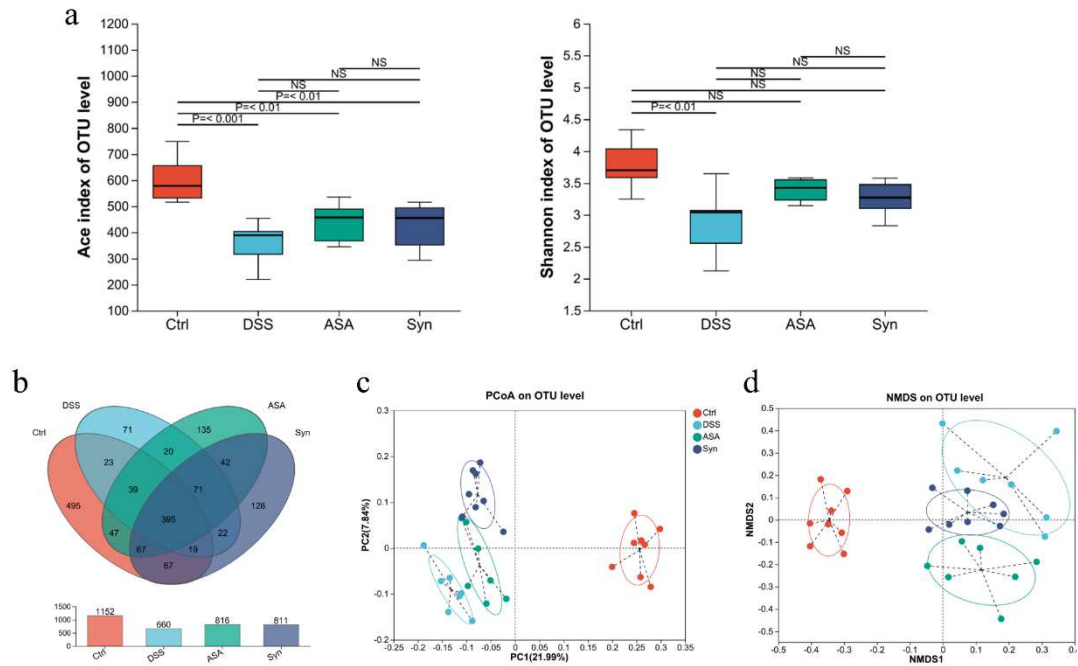 a
Ace index of OTU level
1200
1100
1000
900
800
700
600
500
400
300
200
100
NS
NS
NS
P=< 0.01
P=< 0.01
P=< 0.001
Ctrl DSS ASA Syn
Shannon index of OTU level
6
5.5
5
4.5
4
3.5
3
2.5
2
1.5
NS
NS
NS
NS
NS
P=< 0.01
Ctrl DSS ASA Syn
b
DSS ASA
Ctrl Syn
71 135
23 20 42
495 39 71 128
395
47 22
67 19
67
1500
1000
500
0
1152 660 816 811
Ctrl DSS ASA Syn
c
PCoA on OTU level
Ctrl
DSS
ASA
Syn
PC2(7.84%)
0.3
0.2
0.1
0
-0.1
-0.2
-0.25 -0.2 -0.15 -0.1 -0.05 0 0.05 0.1 0.15 0.2 0.25 0.3 0.35
PC1(21.99%)
d
NMDS on OTU level
NMDS2
0.5
0.4
0.3
0.2
0.1
0
-0.1
-0.2
-0.3
-0.4
-0.5
-0.5 -0.4 -0.3 -0.2 -0.1 0 0.1 0.2 0.3 0.4
NMDS1